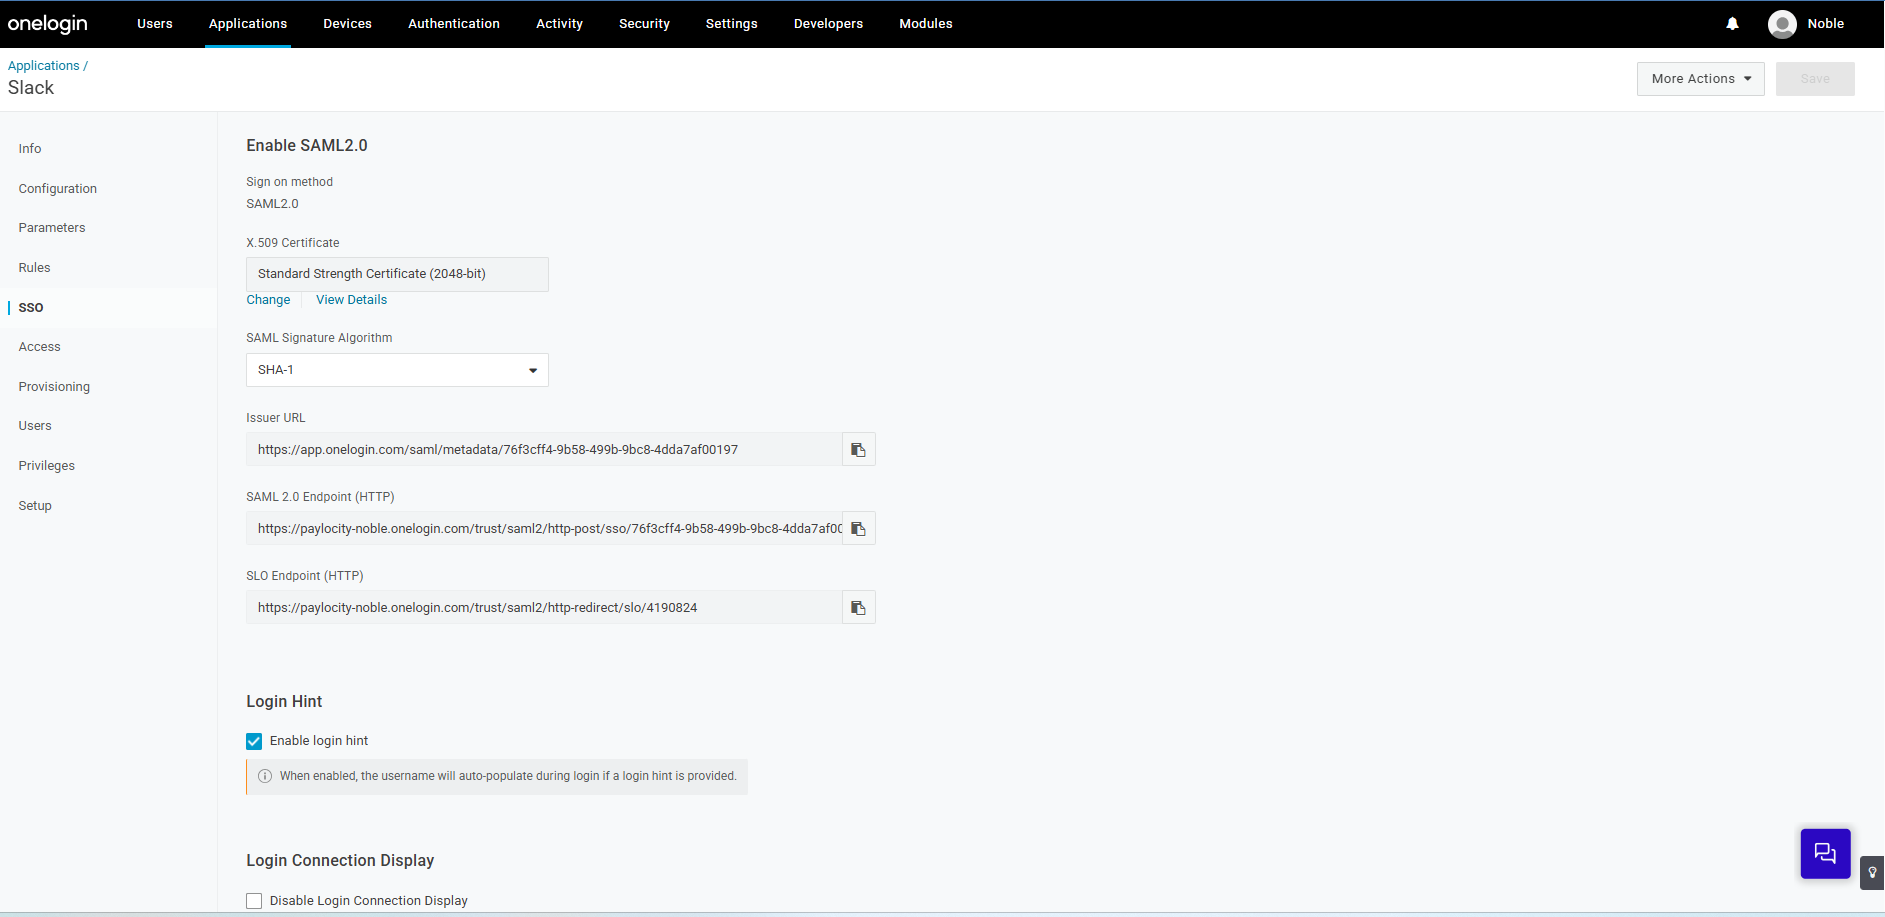 onelogin
Users Applications Devices Authentication Activity Security Settings Developers Modules Noble
Applications /
Slack
More Actions Save
Info
Configuration
Parameters
Rules
SSO
Access
Provisioning
Users
Privileges
Setup
Enable SAML2.0
Sign on method
SAML2.0
X.509 Certificate
Standard Strength Certificate (2048-bit)
Change View Details
SAML Signature Algorithm
SHA-1
Issuer URL
https://app.onelogin.com/saml/metadata/76f3cff4-9b58-499b-9bc8-4dda7af00197
SAML 2.0 Endpoint (HTTP)
https://paylocity-noble.onelogin.com/trust/saml2/http-post/sso/76f3cff4-9b58-499b-9bc8-4dda7af00
SLO Endpoint (HTTP)
https://paylocity-noble.onelogin.com/trust/saml2/http-redirect/slo/4190824
Login Hint
Enable login hint
When enabled, the username will auto-populate during login if a login hint is provided.
Login Connection Display
Disable Login Connection Display